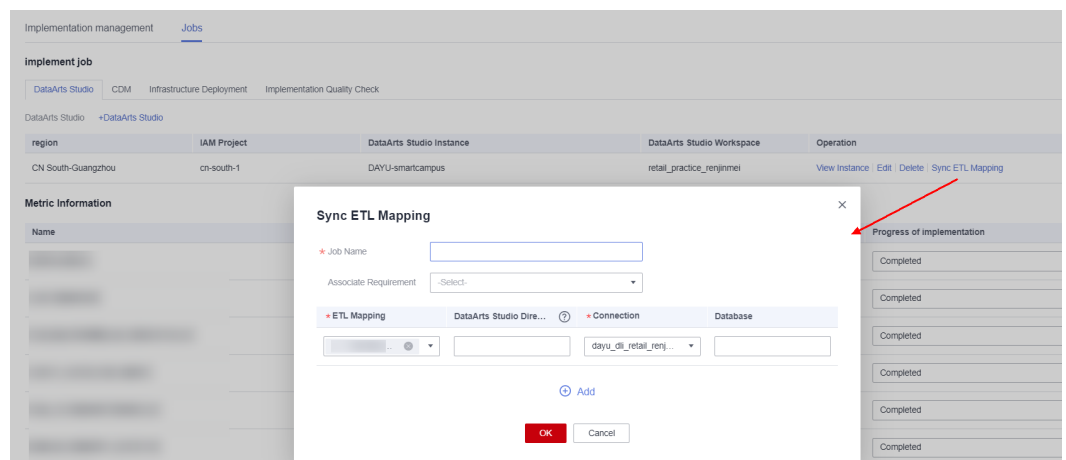 Implementation management Jobs
implement job
DataArts Studio CDM Infrastructure Deployment Implementation Quality Check
DataArts Studio +DataArts Studio
region IAM Project DataArts Studio Instance DataArts Studio Workspace Operation
CN South-Guangzhou cn-south-1 DAYU-smartcampus retail_practice_renjinmei View Instance | Edit | Delete | Sync ETL Mapping
Metric Information
Name Progress of implementation
Sync ETL Mapping
* Job Name
Associate Requirement -Select-
* ETL Mapping DataArts Studio Dire... ? * Connection Database
... dayu_dli_retail_renj...
Add
OK Cancel
Completed
Completed
Completed
Completed
Completed
Completed